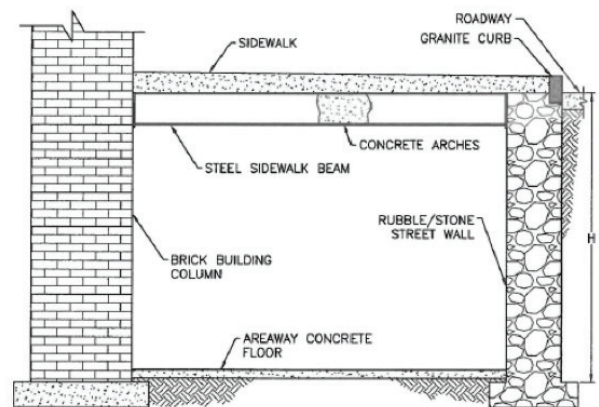 ROADWAY
GRANITE CURB
SIDEWALK
CONCRETE ARCHES
STEEL SIDEWALK BEAM
RUBBLE/STONE
STREET WALL
H
BRICK BUILDING
COLUMN
AREAWAY CONCRETE
FLOOR